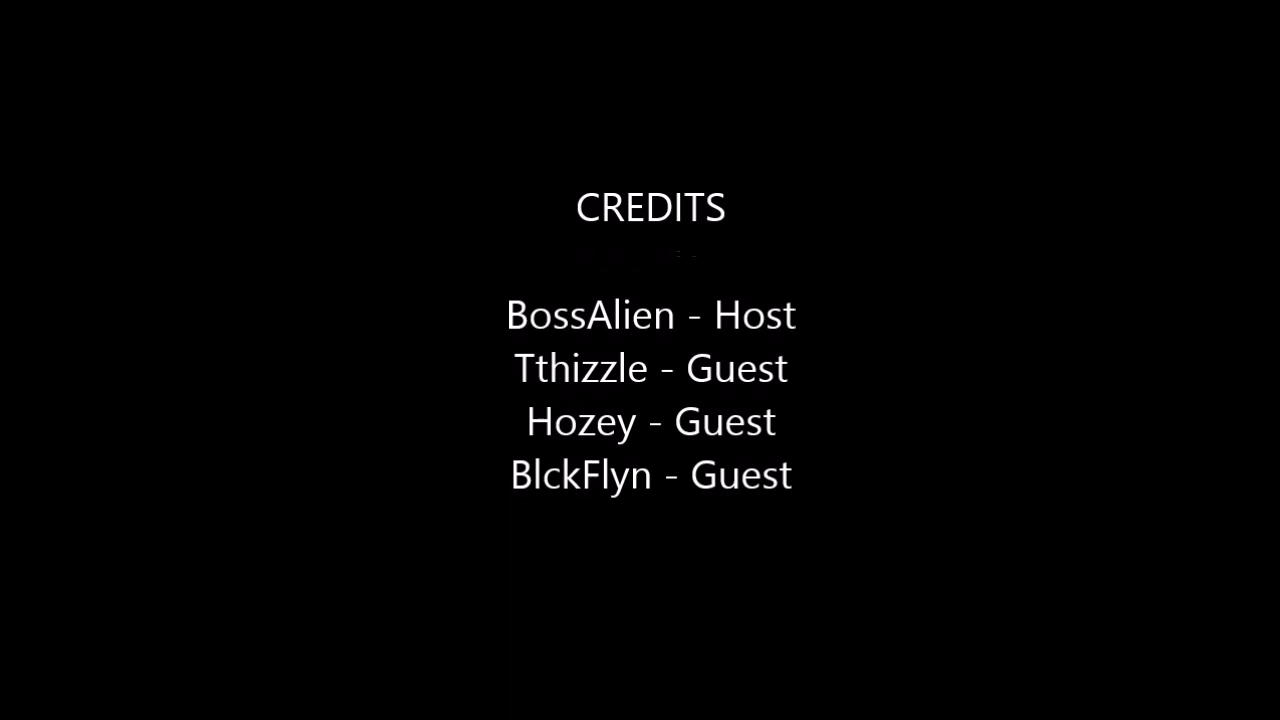 CREDITS
BossAlien - Host
Tthizzle - Guest
Hozey - Guest
BlckFlyn - Guest